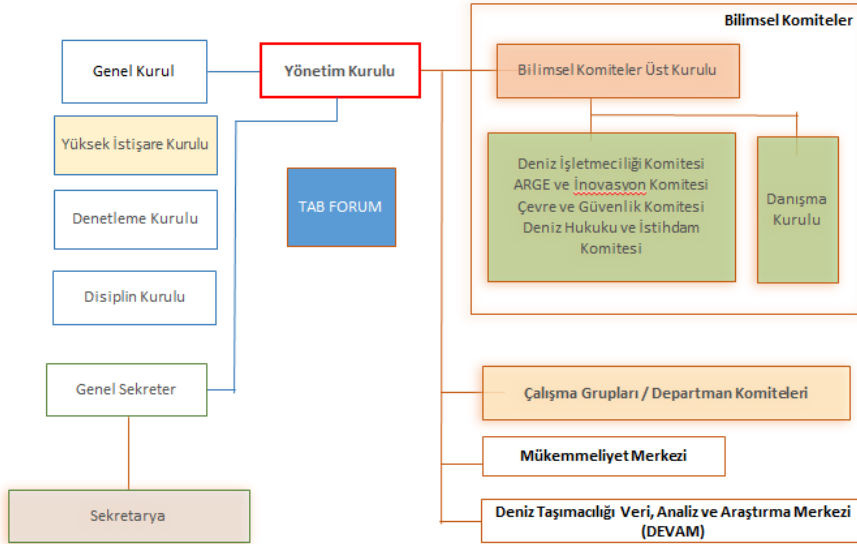 Bilimsel Komiteler
Genel Kurul
Yönetim Kurulu
Bilimsel Komiteler Üst Kurulu
Yüksek İstişare Kurulu
Denetleme Kurulu
Disiplin Kurulu
TAB FORUM
Deniz İşletmeciliği Komitesi
ARGE ve İnovasyon Komitesi
Çevre ve Güvenlik Komitesi
Deniz Hukuku ve İstihdam
Komitesi
Danışma
Kurulu
Genel Sekreter
Çalışma Grupları / Departman Komiteleri
Mükemmeliyet Merkezi
Sekretarya
Deniz Taşımacılığı Veri, Analiz ve Araştırma Merkezi
(DEVAM)